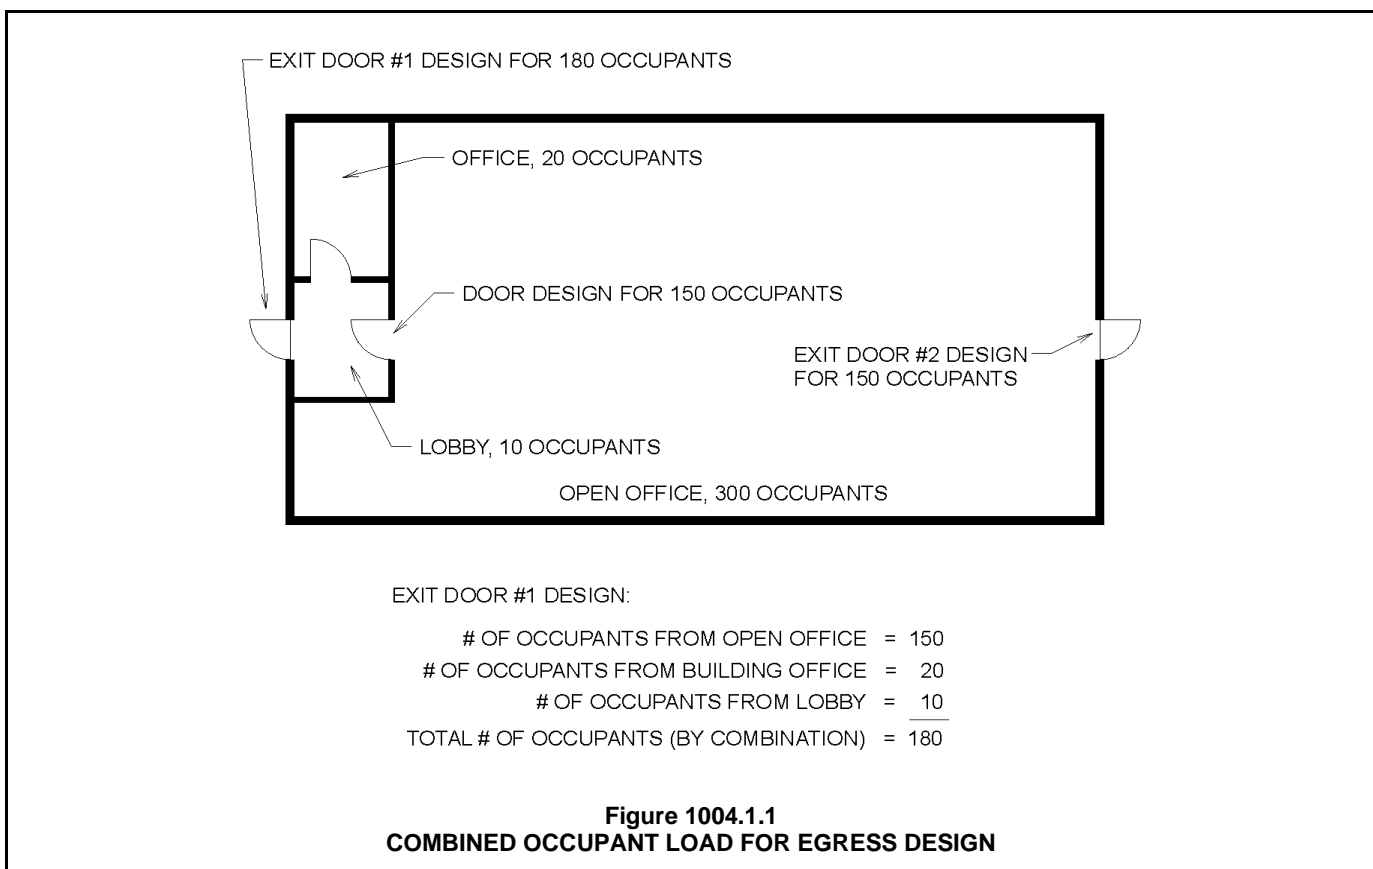 EXIT DOOR #1 DESIGN FOR 180 OCCUPANTS
OFFICE, 20 OCCUPANTS
DOOR DESIGN FOR 150 OCCUPANTS
EXIT DOOR #2 DESIGN
FOR 150 OCCUPANTS
LOBBY, 10 OCCUPANTS
OPEN OFFICE, 300 OCCUPANTS
EXIT DOOR #1 DESIGN:
# OF OCCUPANTS FROM OPEN OFFICE = 150
# OF OCCUPANTS FROM BUILDING OFFICE = 20
# OF OCCUPANTS FROM LOBBY = 10
TOTAL # OF OCCUPANTS (BY COMBINATION) = 180
Figure 1004.1.1
COMBINED OCCUPANT LOAD FOR EGRESS DESIGN